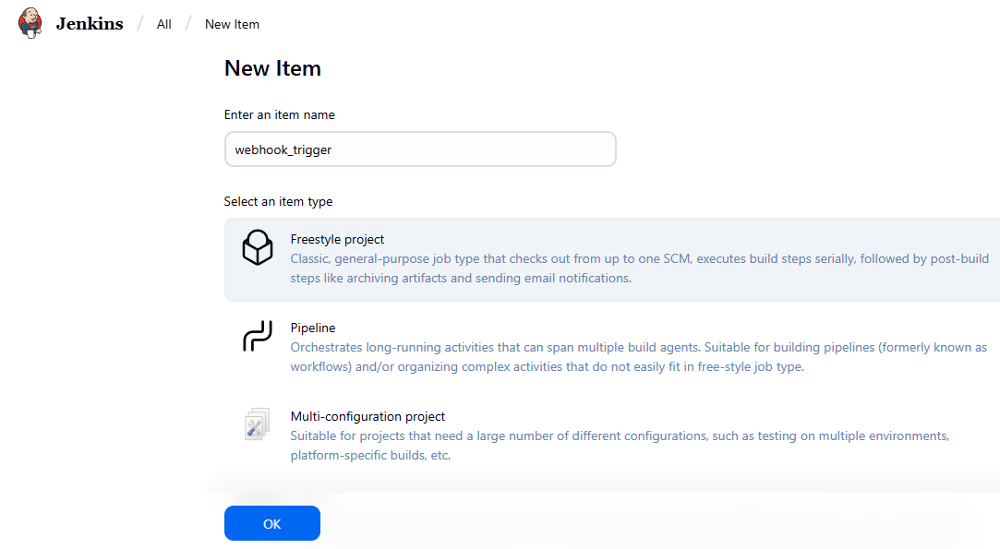 Jenkins / All / New Item
New Item
Enter an item name
webhook_trigger
Select an item type
Freestyle project
Classic, general-purpose job type that checks out from up to one SCM, executes build steps serially, followed by post-build
steps like archiving artifacts and sending email notifications.
Pipeline
Orchestrates long-running activities that can span multiple build agents. Suitable for building pipelines (formerly known as
workflows) and/or organizing complex activities that do not easily fit in free-style job type.
Multi-configuration project
Suitable for projects that need a large number of different configurations, such as testing on multiple environments,
platform-specific builds, etc.
OK